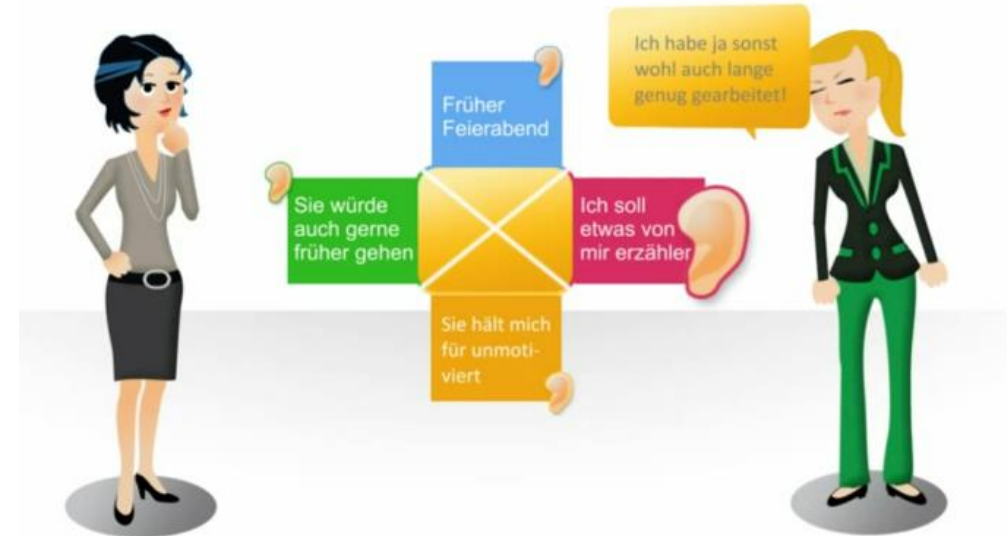 Ich habe ja sonst
wohl auch lange
genug gearbeitet!
Früher
Feierabend
Sie würde
auch gerne
früher gehen
Ich soll
etwas von
mir erzähler
Sie hält mich
für unmoti-
viert